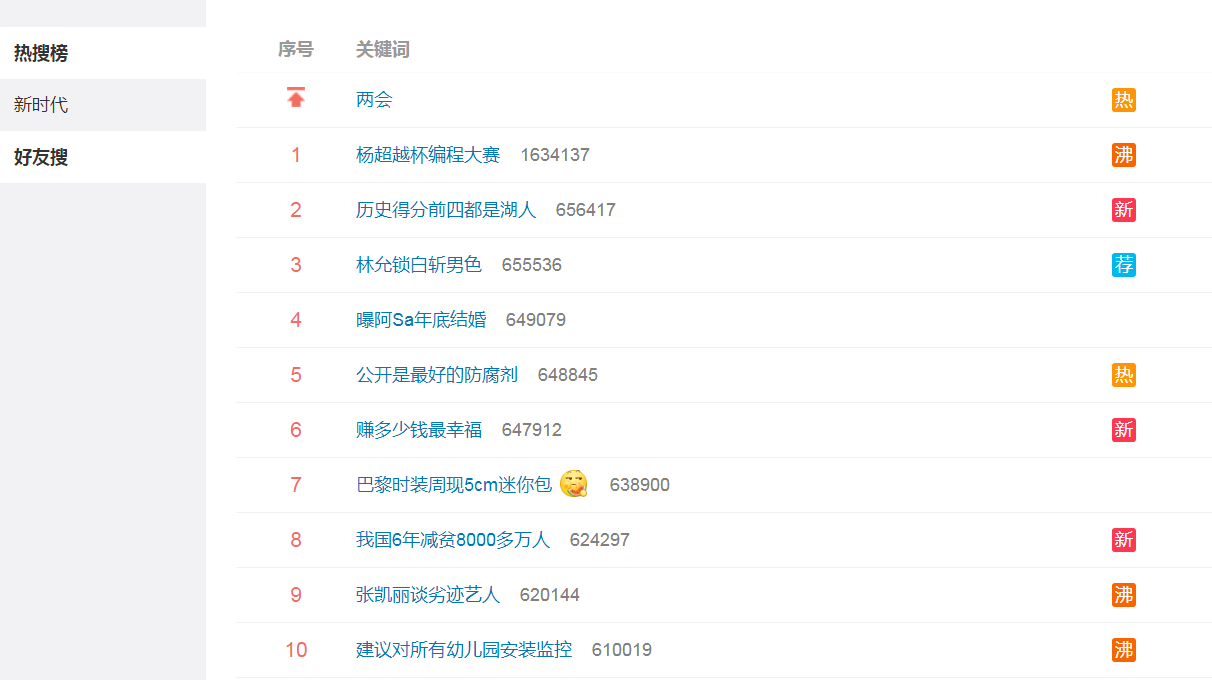 热搜榜
新时代
好友搜
序号 关键词
两会 热
1 杨超越杯编程大赛 1634137 沸
2 历史得分前四都是湖人 656417 新
3 林允锁白斩男色 655536 荐
4 曝阿Sa年底结婚 649079
5 公开是最好的防腐剂 648845 热
6 赚多少钱最幸福 647912 新
7 巴黎时装周现5cm迷你包 638900
8 我国6年减贫8000多万人 624297 新
9 张凯丽谈劣迹艺人 620144 沸
10 建议对所有幼儿园安装监控 610019 沸